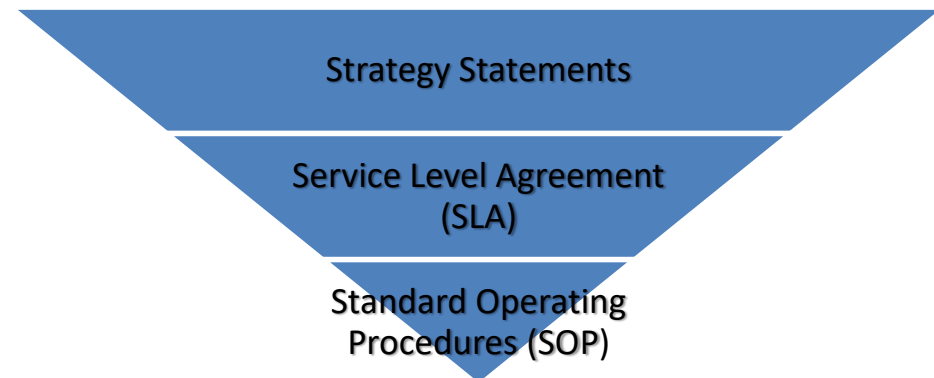 Strategy Statements
Service Level Agreement
(SLA)
Standard Operating
Procedures (SOP)